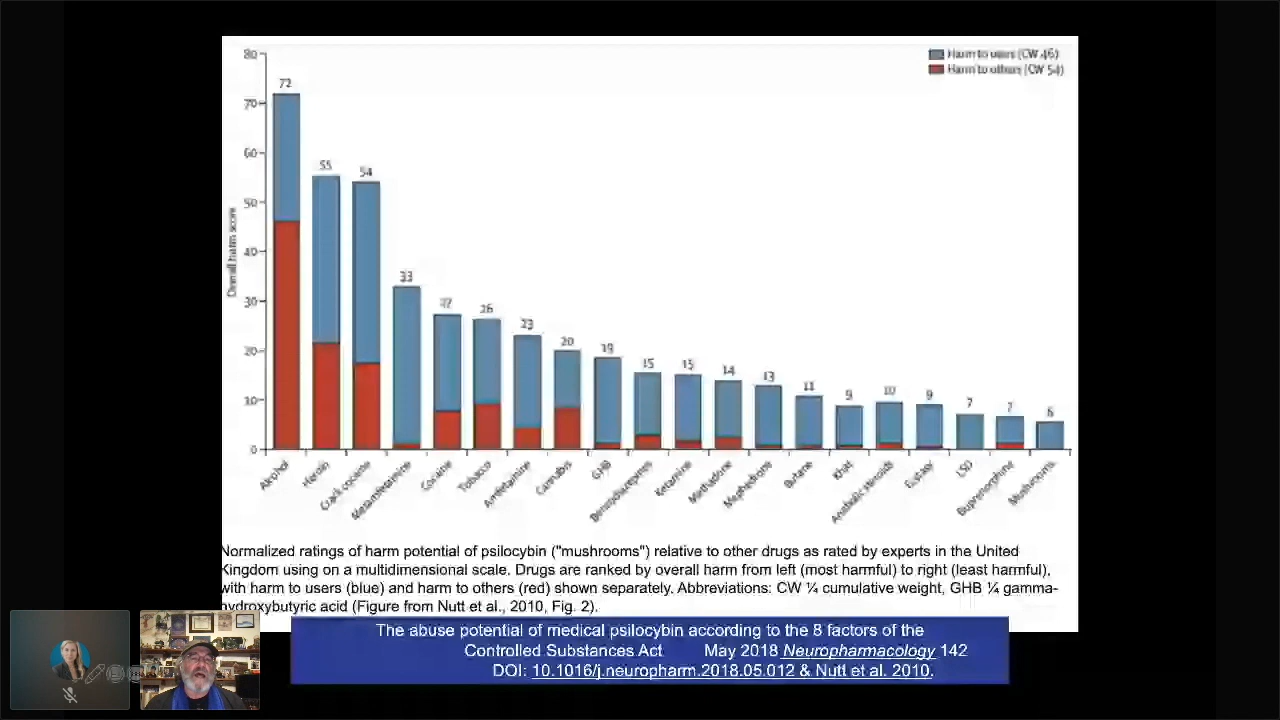 Harm to users (CW 46)
Harm to others (CW 54)
Overall harm score
80
70
60
50
40
30
20
10
0
72
55
54
33
27
26
23
20
19
15
15
14
13
11
9
10
9
7
7
6
Alcohol
Heroin
Crack cocaine
Metamfetamine
Cocaine
Tobacco
Amfetamine
Cannabis
GHB
Benzodiazepines
Ketamine
Methadone
Mephedrone
Butane
Khat
Anabolic steroids
Ecstasy
LSD
Buprenorphine
Mushrooms
Normalized ratings of harm potential of psilocybin ("mushrooms") relative to other drugs as rated by experts in the United
Kingdom using on a multidimensional scale. Drugs are ranked by overall harm from left (most harmful) to right (least harmful),
with harm to users (blue) and harm to others (red) shown separately. Abbreviations: CW ¼ cumulative weight, GHB ¼ gamma-
hydroxybutyric acid (Figure from Nutt et al., 2010, Fig. 2).
The abuse potential of medical psilocybin according to the 8 factors of the
Controlled Substances Act May 2018 Neuropharmacology 142
DOI: 10.1016/j.neuropharm.2018.05.012 & Nutt et al. 2010.